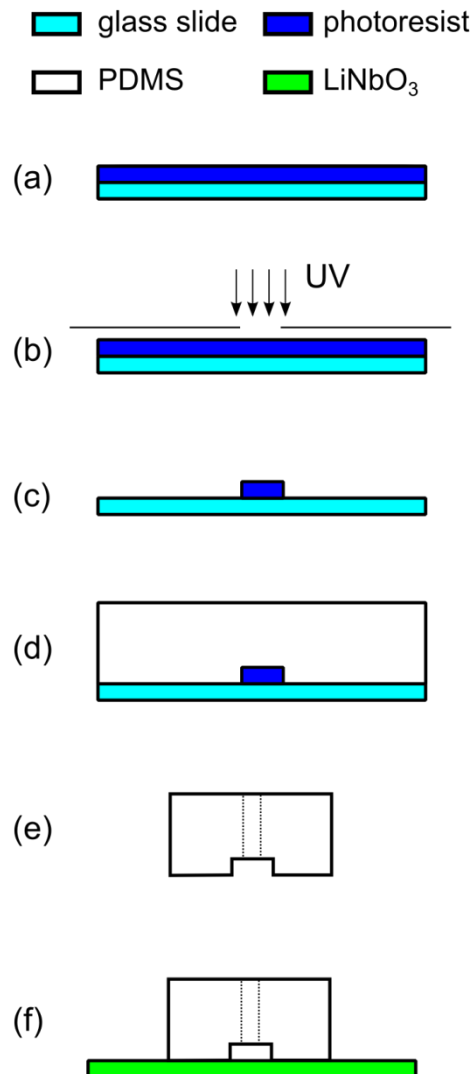 glass slide photoresist
PDMS LiNbO₃
(a)
UV
(b)
(c)
(d)
(e)
(f)